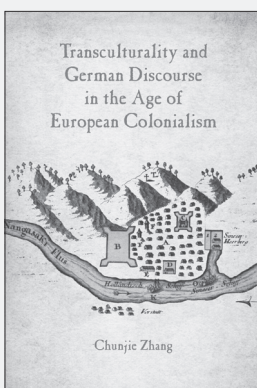 Transculturality and
German Discourse
in the Age of
European Colonialism
B
A
D
E
Chunjie Zhang